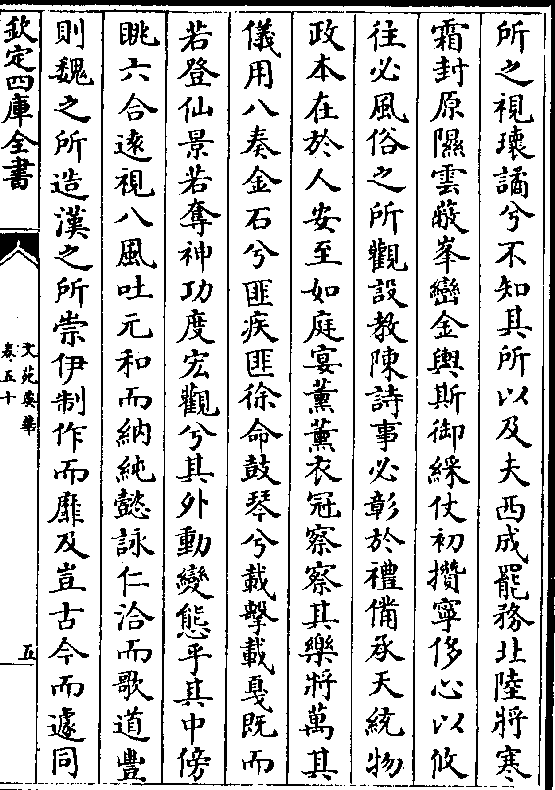 所之視瓌譎兮不知其所以及夫西成罷務北陸將寒
霜封原隰雲蔽峯巒金輿斯御綵仗初攢寧侈心以攸
往必風俗之所觀設教陳詩事必彰於禮備承天統物
政本在於人安至如庭宴薰薰衣冠察察其樂將萬其
儀用八奏金石兮匪疾匪徐命鼓琴兮載擊載戛既而
若登仙景若奪神功度宏觀兮其外動變態乎其中傍
眺六合遠視八風吐元和而納純懿詠仁洽而歌道豐
則魏之所造漢之所崇伊制作而靡及豈古今而遽同
欽定四庫全書
文苑英華
卷五十
五